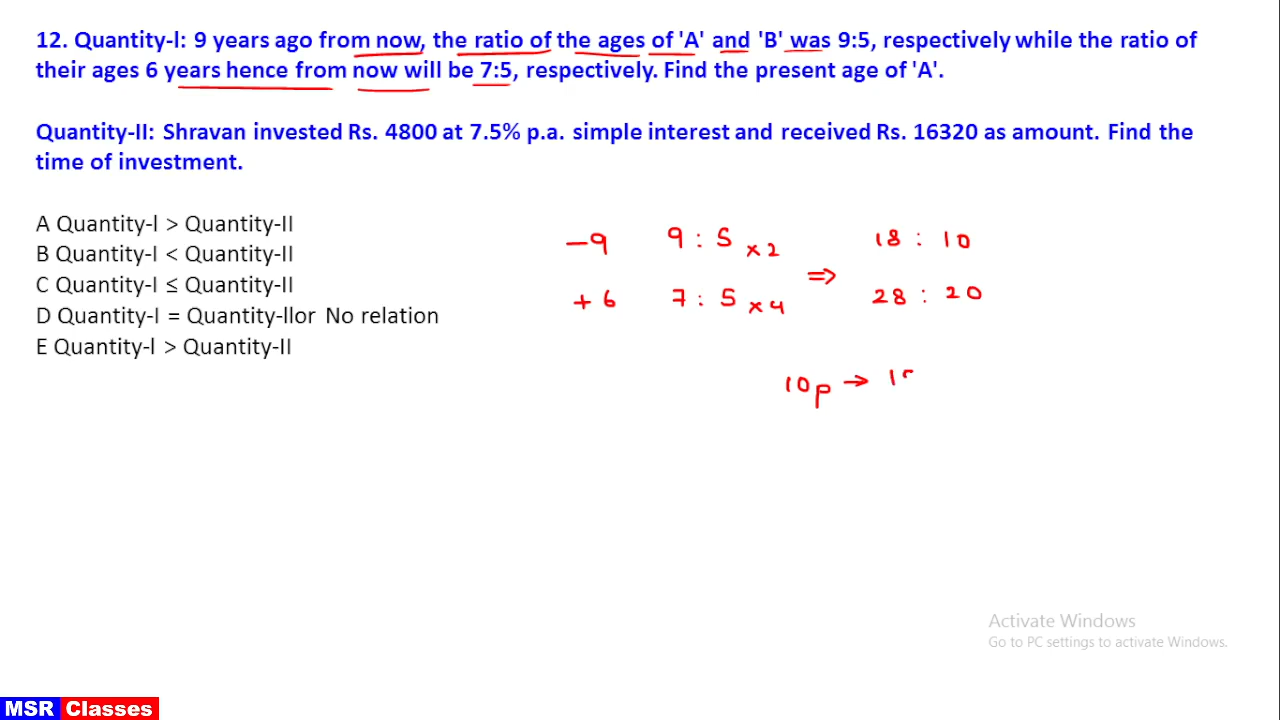 12. Quantity-I: 9 years ago from now, the ratio of the ages of 'A' and 'B' was 9:5, respectively while the ratio of
their ages 6 years hence from now will be 7:5, respectively. Find the present age of 'A'.
Quantity-II: Shravan invested Rs. 4800 at 7.5% p.a. simple interest and received Rs. 16320 as amount. Find the
time of investment.
A Quantity-I > Quantity-II
B Quantity-I < Quantity-II
C Quantity-I ≤ Quantity-II
D Quantity-I = Quantity-IIor No relation
E Quantity-I > Quantity-II
-9 9 : 5 ×2 ⇒ 18 : 10
+6 7 : 5 ×4 28 : 20
10p →
Activate Windows
Go to PC settings to activate Windows.
MSR Classes